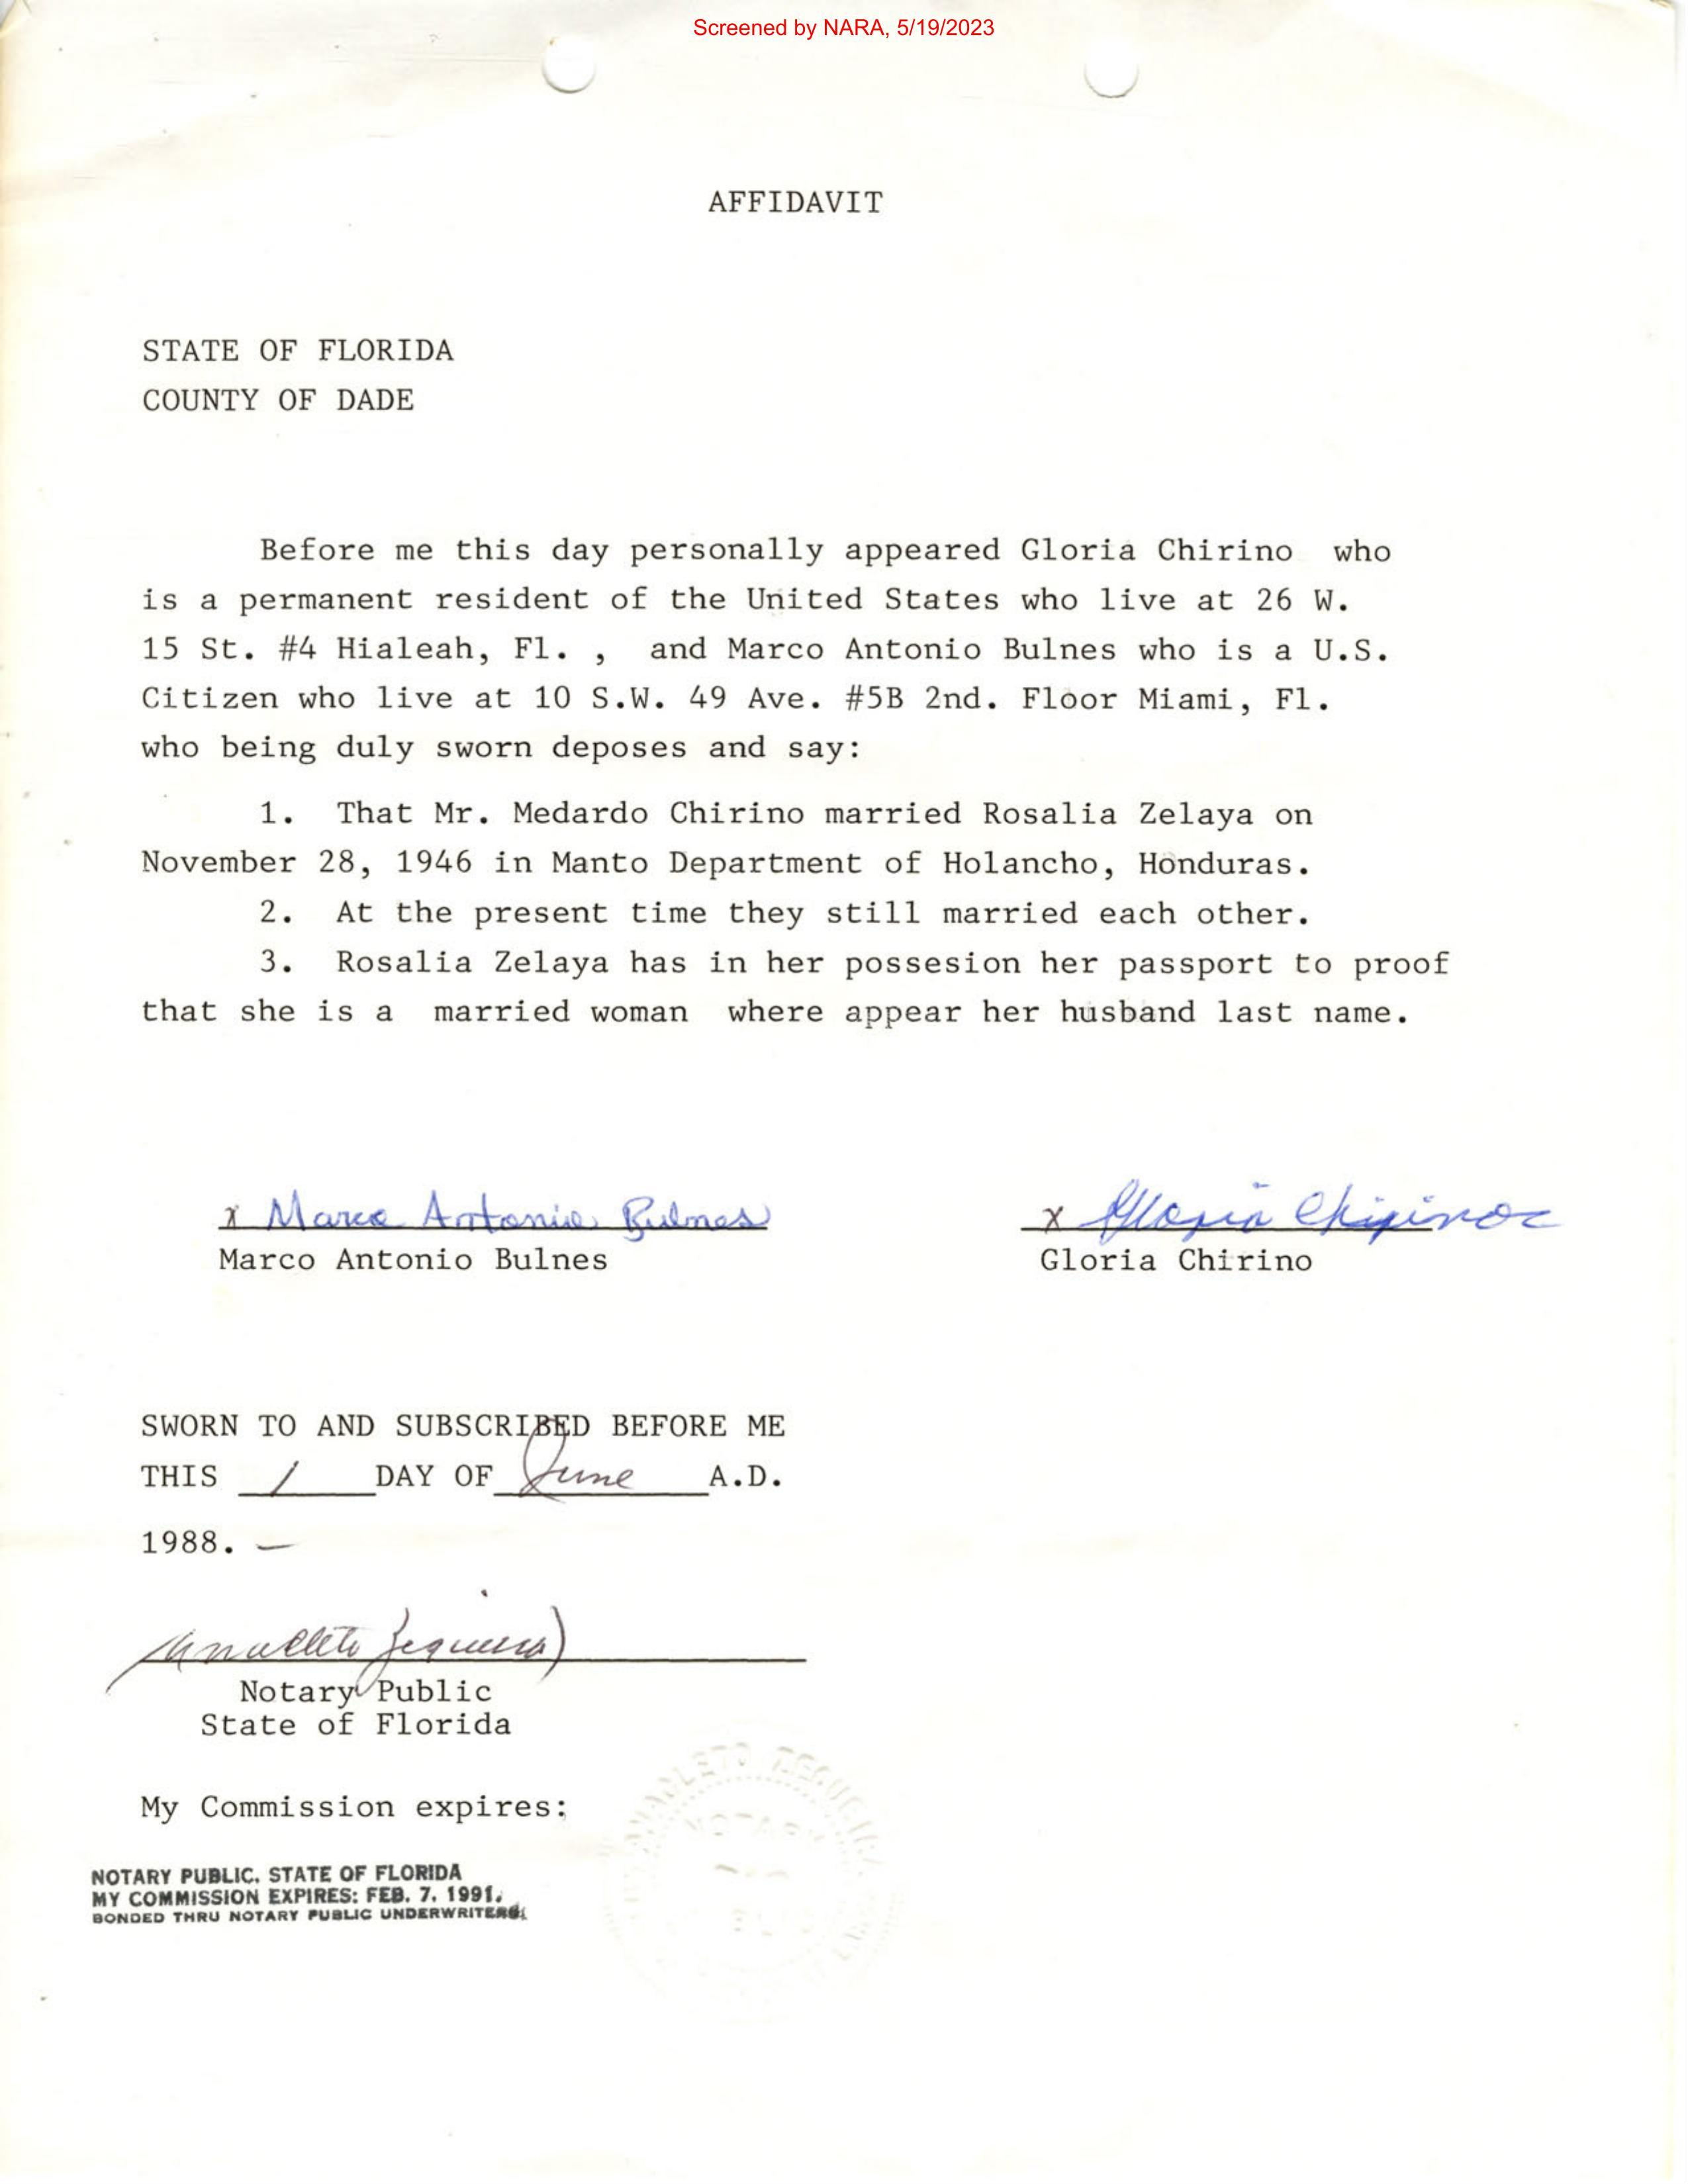 Screened by NARA, 5/19/2023
AFFIDAVIT
STATE OF FLORIDA
COUNTY OF DADE
Before me this day personally appeared Gloria Chirino who
is a permanent resident of the United States who live at 26 W.
15 St. #4 Hialeah, Fl. , and Marco Antonio Bulnes who is a U.S.
Citizen who live at 10 S.W. 49 Ave. #5B 2nd. Floor Miami, Fl.
who being duly sworn deposes and say:
1. That Mr. Medardo Chirino married Rosalia Zelaya on
November 28, 1946 in Manto Department of Holancho, Honduras.
2. At the present time they still married each other.
3. Rosalia Zelaya has in her possesion her passport to proof
that she is a married woman where appear her husband last name.
x Marco Antonio Bulnes x Gloria Chirinos
Marco Antonio Bulnes Gloria Chirino
SWORN TO AND SUBSCRIBED BEFORE ME
THIS 1 DAY OF June A.D.
1988. —
Notary Public
State of Florida
My Commission expires:
NOTARY PUBLIC, STATE OF FLORIDA
MY COMMISSION EXPIRES: FEB. 7, 1991.
BONDED THRU NOTARY PUBLIC UNDERWRITERS.
NOTARY